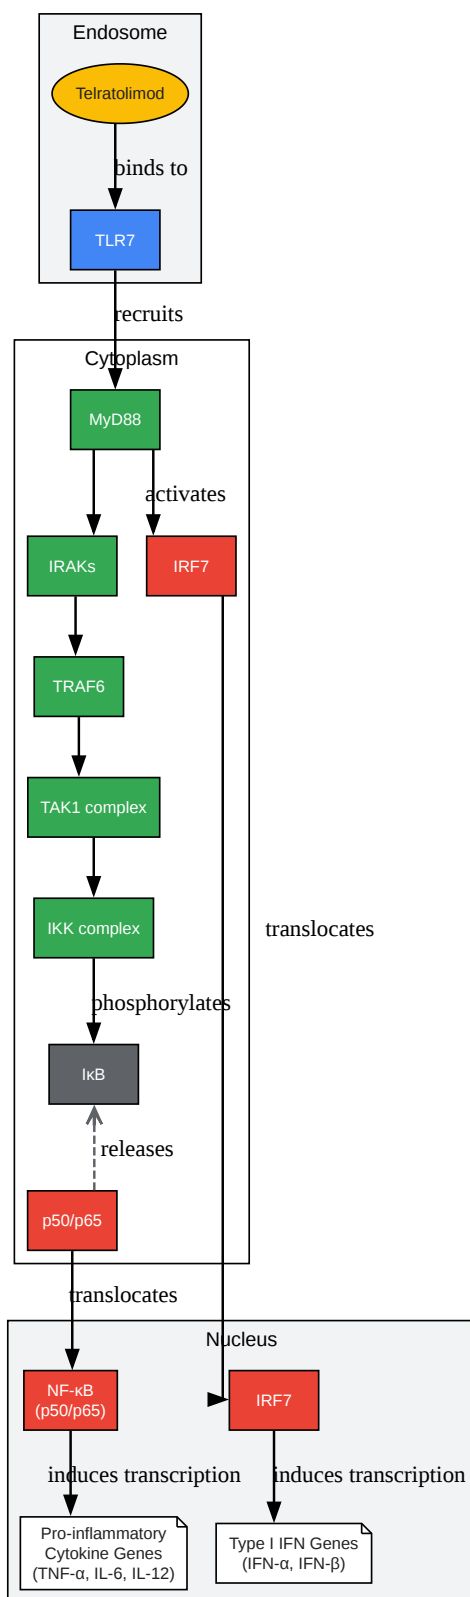 Endosome
Telratolimod
binds to
TLR7
recruits
Cytoplasm
MyD88
activates
IRAKs
IRF7
TRAF6
TAK1 complex
IKK complex
translocates
phosphorylates
IκB
releases
p50/p65
translocates
Nucleus
NF-κB
(p50/p65)
IRF7
induces transcription
induces transcription
Pro-inflammatory
Cytokine Genes
(TNF-α, IL-6, IL-12)
Type I IFN Genes
(IFN-α, IFN-β)